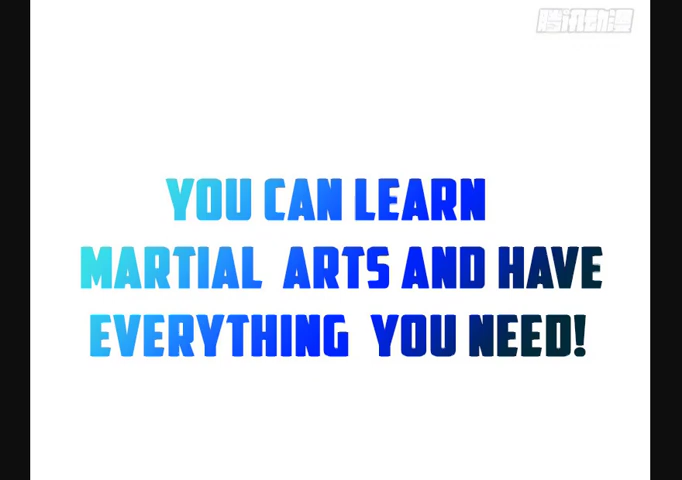 腾讯动漫
YOU CAN LEARN
MARTIAL ARTS AND HAVE
EVERYTHING YOU NEED!